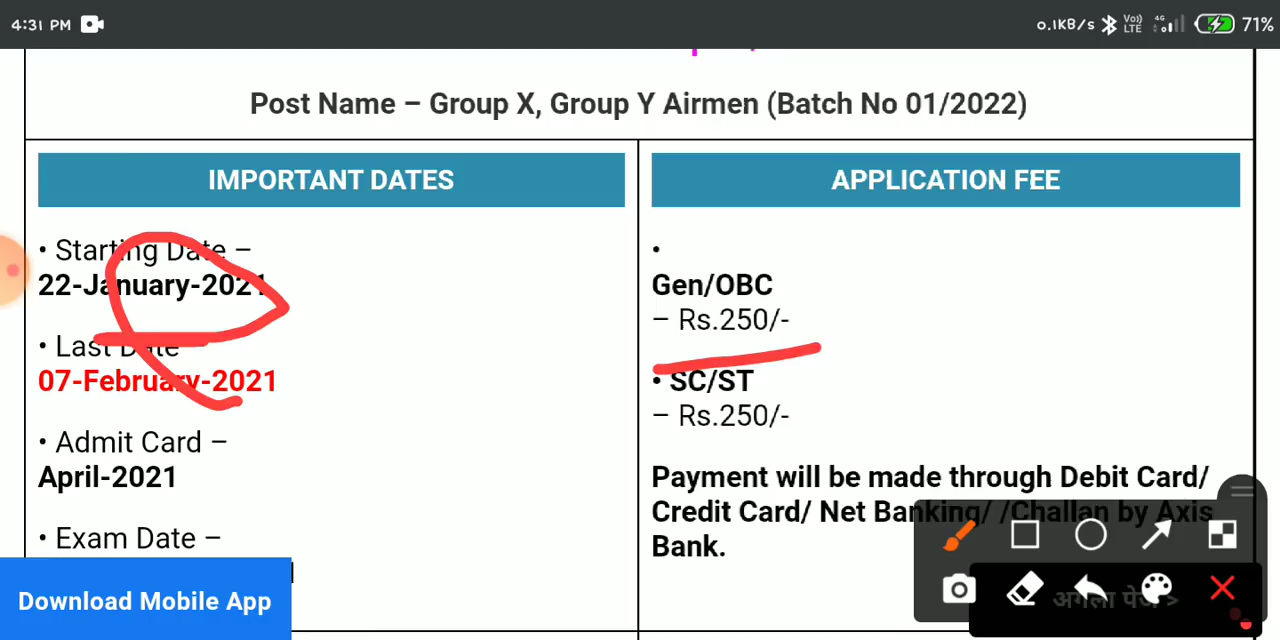 4:31 PM
0.1KB/s Vo)) LTE 4G 71%
Post Name – Group X, Group Y Airmen (Batch No 01/2022)
IMPORTANT DATES
• Starting Date –
22-January-2021
• Last Date
07-February-2021
• Admit Card –
April-2021
• Exam Date –
Download Mobile App
APPLICATION FEE
•
Gen/OBC
– Rs.250/-
• SC/ST
– Rs.250/-
Payment will be made through Debit Card/
Credit Card/ Net Banking/ /Challan by Axis
Bank.
अगला पेज >